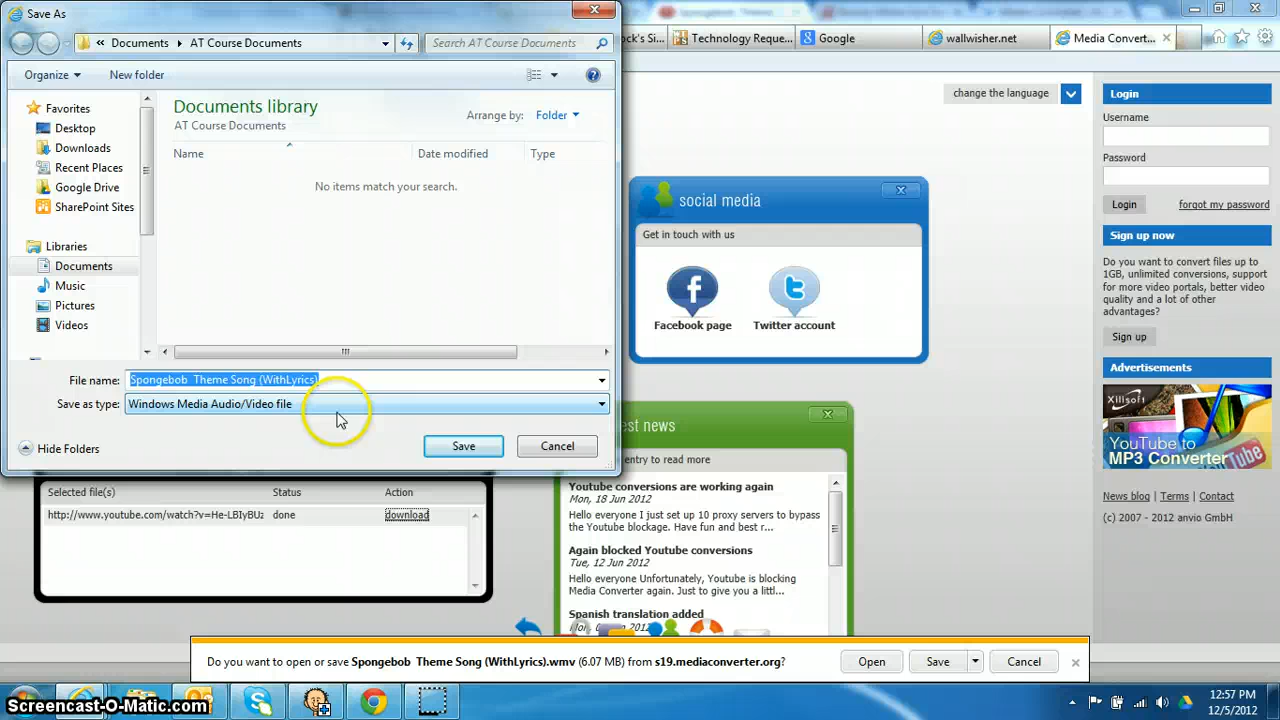 Save As
Documents
AT Course Documents
Search AT Course Documents
Organize
New folder
Favorites
Desktop
Downloads
Recent Places
Google Drive
SharePoint Sites
Libraries
Documents
Music
Pictures
Videos
Documents library
AT Course Documents
Arrange by: Folder
Name Date modified Type
No items match your search.
File name: Spongebob Theme Song (WithLyrics)
Save as type: Windows Media Audio/Video file
Hide Folders
Save
Cancel
Technology Reque...
Google
wallwisher.net
Media Convert...
change the language
social media
Get in touch with us
Facebook page
Twitter account
Login
Username
Password
Login
forgot my password
Sign up now
Do you want to convert files up to
1GB, unlimited conversions, support
for more video portals, better video
quality and a lot of other
advantages?
Sign up
Advertisements
Xilisoft
YouTube to
MP3 Converter
News blog | Terms | Contact
(c) 2007 - 2012 anvio GmbH
Selected file(s) Status Action
http://www.youtube.com/watch?v=He-LBIyBUz done download
news
entry to read more
Youtube conversions are working again
Mon, 18 Jun 2012
Hello everyone I just set up 10 proxy servers to bypass
the Youtube blockage. Have fun and best r...
Again blocked Youtube conversions
Tue, 12 Jun 2012
Hello everyone Unfortunately, Youtube is blocking
Media Converter again. Just to give you a littl...
Spanish translation added
Do you want to open or save Spongebob Theme Song (WithLyrics).wmv (6.07 MB) from s19.mediaconverter.org?
Open
Save
Cancel
Screencast-O-Matic.com
12:57 PM
12/5/2012